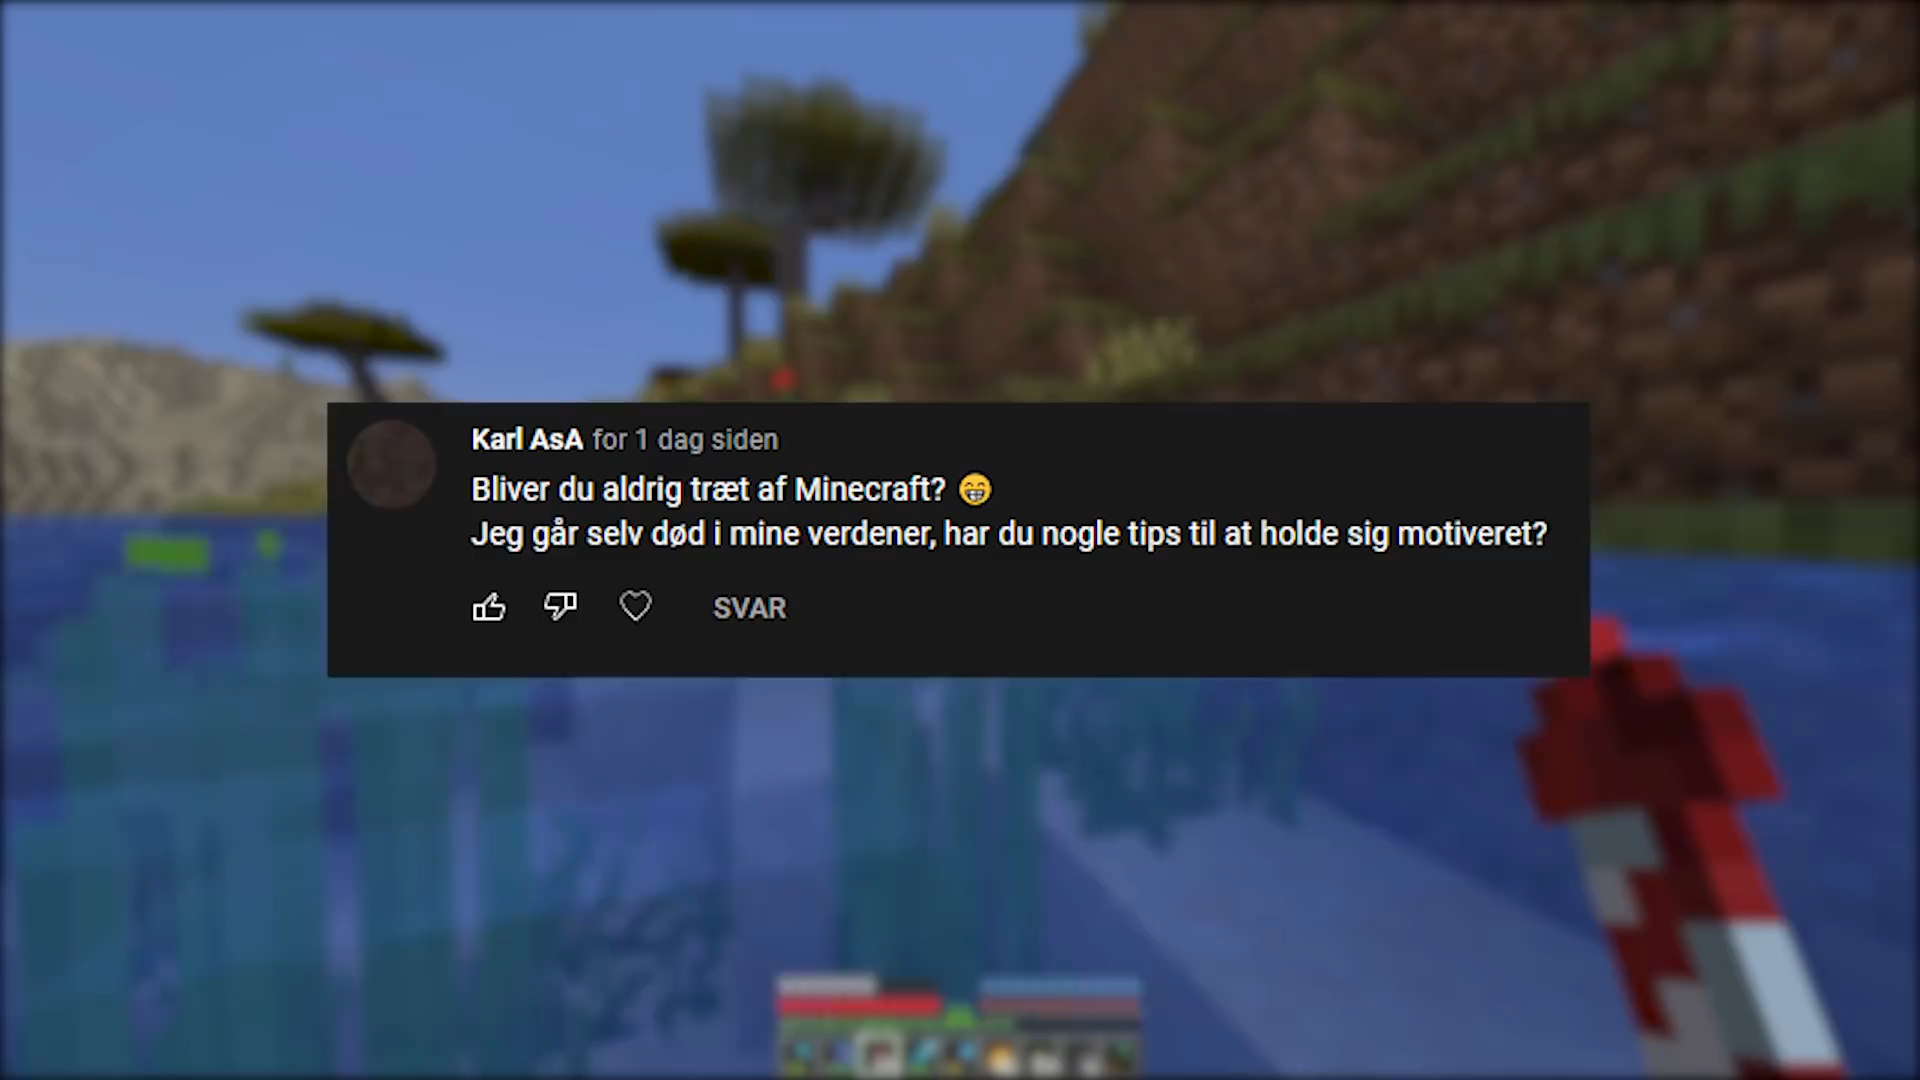 Karl AsA for 1 dag siden
Bliver du aldrig træt af Minecraft? 😁
Jeg går selv død i mine verdener, har du nogle tips til at holde sig motiveret?
SVAR